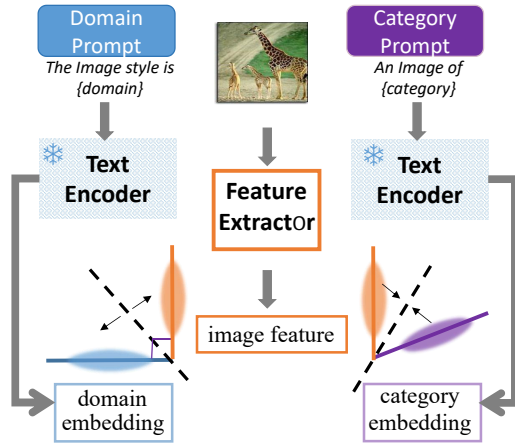 Domain
Prompt
The Image style is
{domain}
Category
Prompt
An Image of
{category}
Text
Encoder
Feature
Extractor
Text
Encoder
image feature
domain
embedding
category
embedding